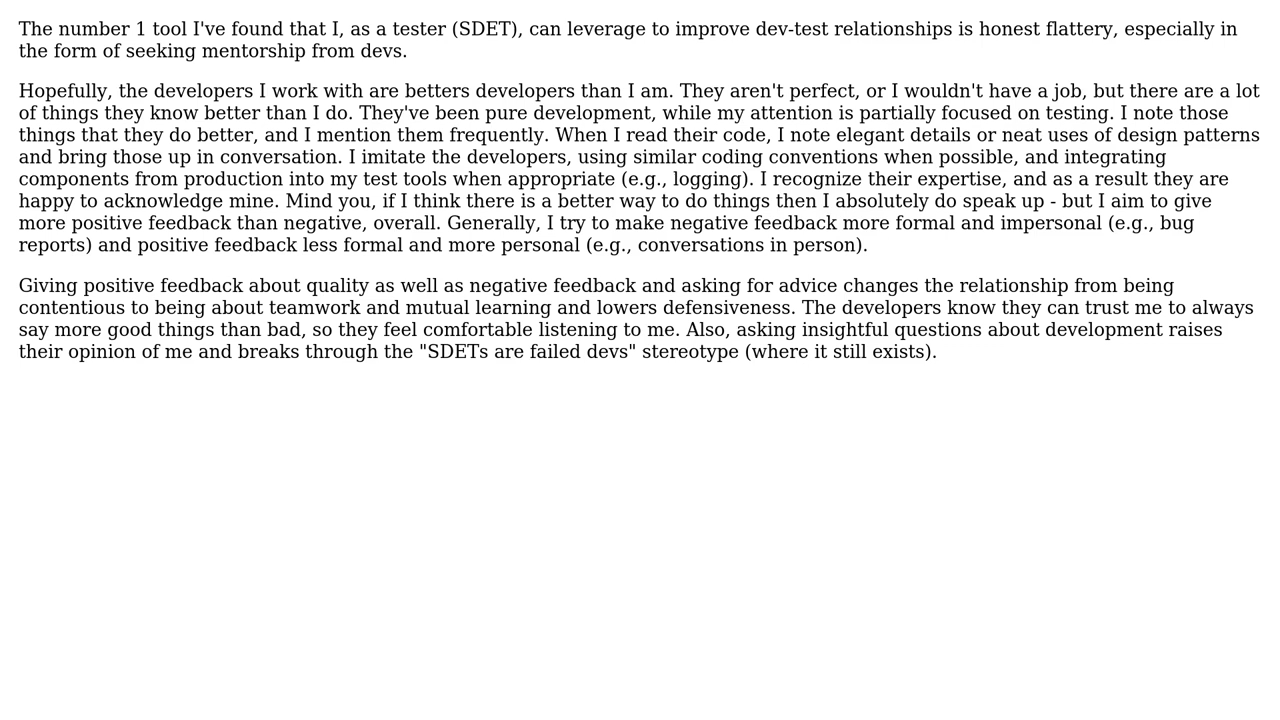 The number 1 tool I've found that I, as a tester (SDET), can leverage to improve dev-test relationships is honest flattery, especially in
the form of seeking mentorship from devs.
Hopefully, the developers I work with are betters developers than I am. They aren't perfect, or I wouldn't have a job, but there are a lot
of things they know better than I do. They've been pure development, while my attention is partially focused on testing. I note those
things that they do better, and I mention them frequently. When I read their code, I note elegant details or neat uses of design patterns
and bring those up in conversation. I imitate the developers, using similar coding conventions when possible, and integrating
components from production into my test tools when appropriate (e.g., logging). I recognize their expertise, and as a result they are
happy to acknowledge mine. Mind you, if I think there is a better way to do things then I absolutely do speak up - but I aim to give
more positive feedback than negative, overall. Generally, I try to make negative feedback more formal and impersonal (e.g., bug
reports) and positive feedback less formal and more personal (e.g., conversations in person).
Giving positive feedback about quality as well as negative feedback and asking for advice changes the relationship from being
contentious to being about teamwork and mutual learning and lowers defensiveness. The developers know they can trust me to always
say more good things than bad, so they feel comfortable listening to me. Also, asking insightful questions about development raises
their opinion of me and breaks through the "SDETs are failed devs" stereotype (where it still exists).